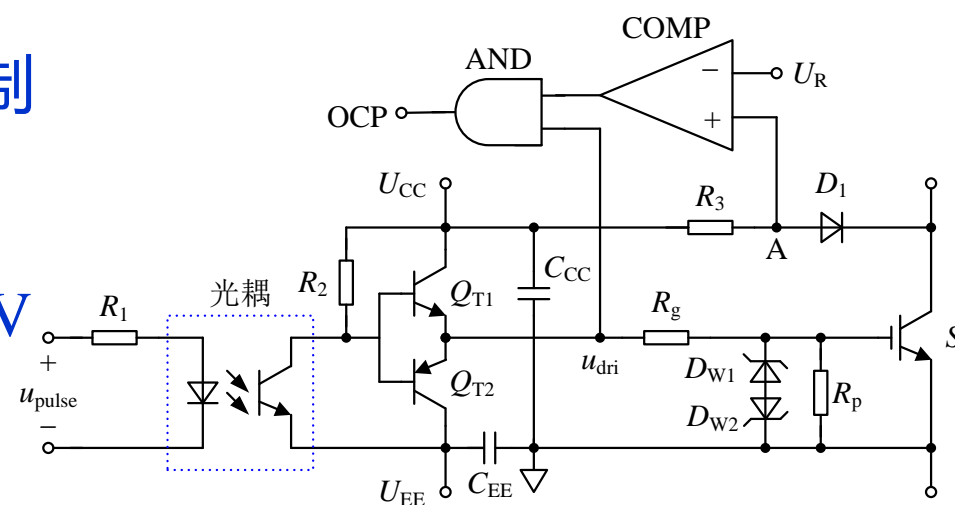 制
COMP
AND
−
U_R
OCP
+
U_CC
R_3
D_1
A
C_CC
R_2
光耦
Q_T1
R_1
R_g
V
+
S
u_dri
D_W1
Q_T2
u_pulse
R_p
D_W2
−
C_EE
U_EE